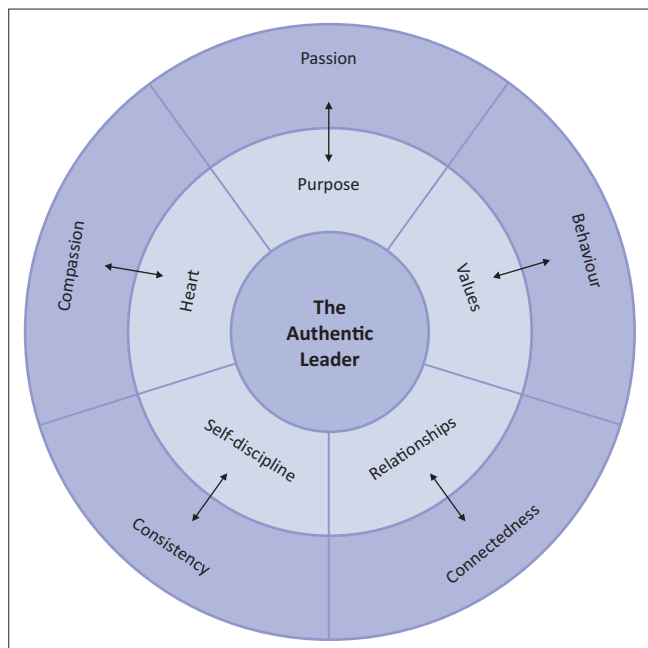 Passion
Purpose
Behaviour
Values
Compassion
Heart
The
Authentic
Leader
Self-discipline
Relationships
Consistency
Connectedness